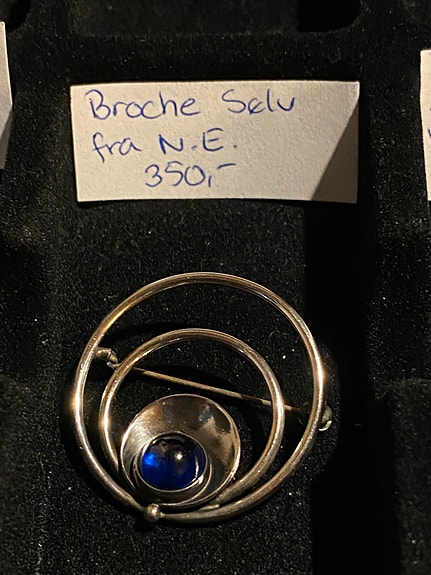 Broche Sølv
fra N.E.
350,-